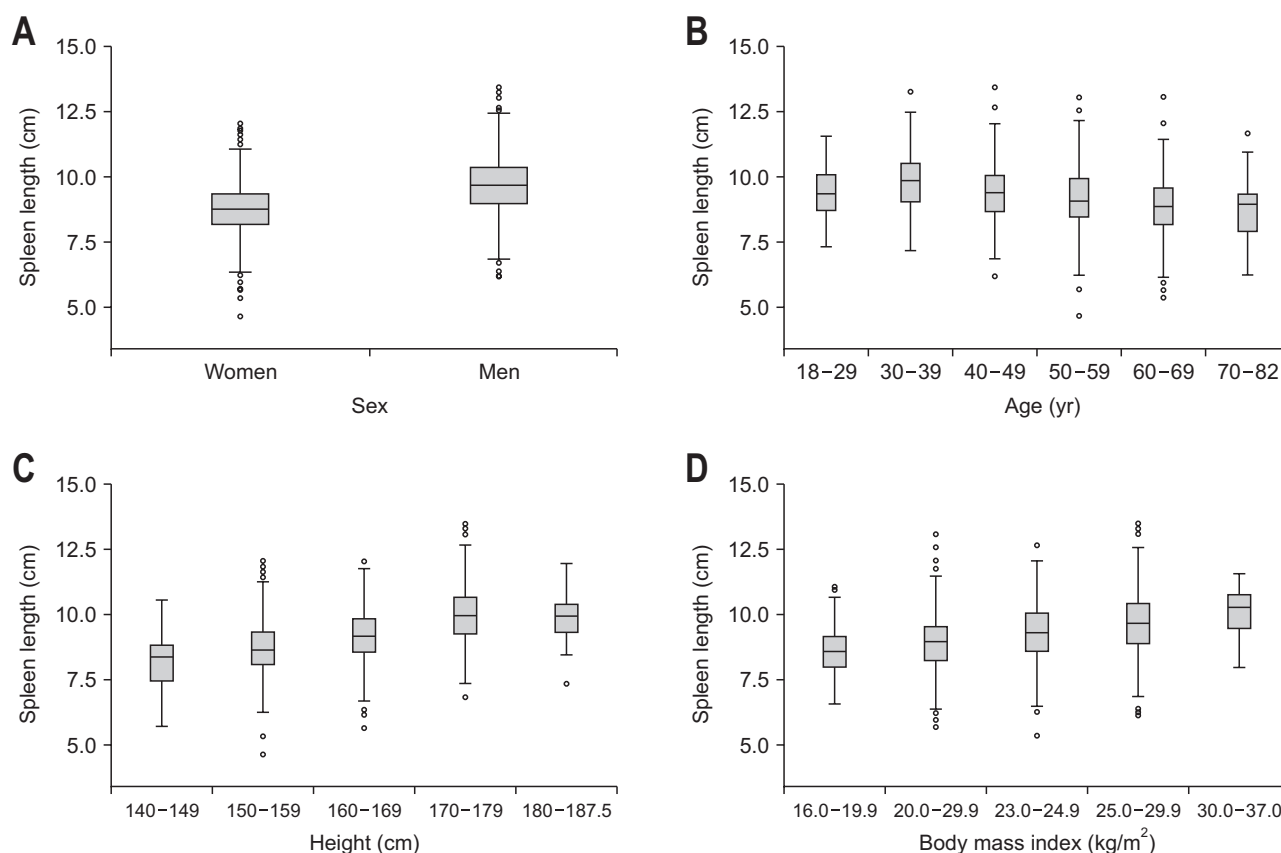 A
15.0
12.5
10.0
7.5
5.0
Spleen length (cm)
Women Men
Sex
B
15.0
12.5
10.0
7.5
5.0
Spleen length (cm)
18−29 30−39 40−49 50−59 60−69 70−82
Age (yr)
C
15.0
12.5
10.0
7.5
5.0
Spleen length (cm)
140−149 150−159 160−169 170−179 180−187.5
Height (cm)
D
15.0
12.5
10.0
7.5
5.0
Spleen length (cm)
16.0−19.9 20.0−29.9 23.0−24.9 25.0−29.9 30.0−37.0
Body mass index (kg/m²)